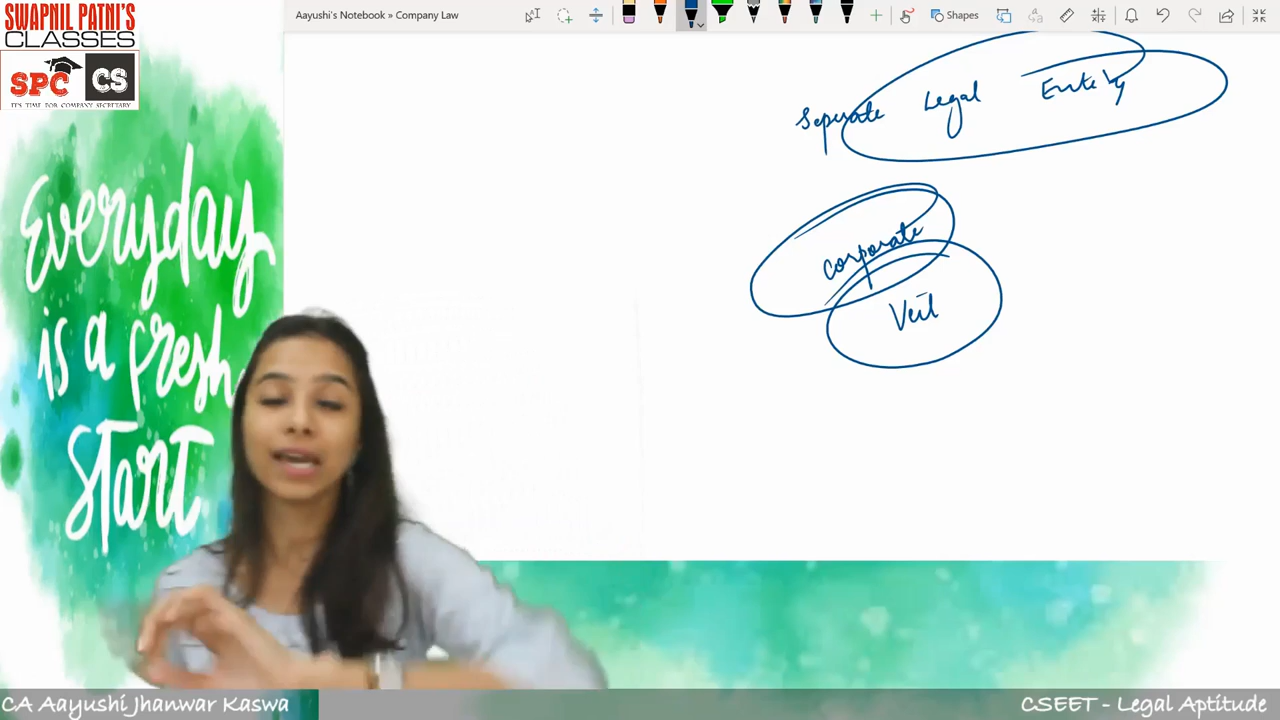 SWAPNIL PATNI'S
CLASSES
SPC CS
IT'S TIME FOR COMPANY SECRETARY
Aayushi's Notebook » Company Law
Shapes
Seperate Legal Entity
corporate
Veil
Everyday
is a fresh
start
CA Aayushi Jhanwar Kaswa
CSEET - Legal Aptitude